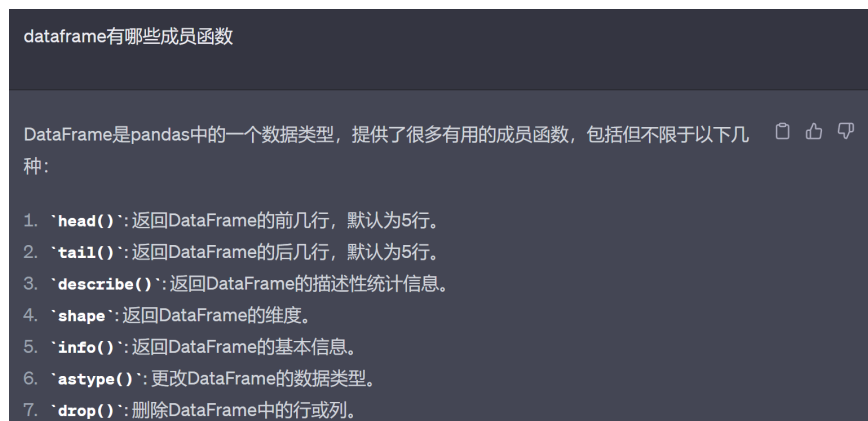 dataframe有哪些成员函数
DataFrame是pandas中的一个数据类型，提供了很多有用的成员函数，包括但不限于以下几
种：
1. `head()`: 返回DataFrame的前几行，默认为5行。
2. `tail()`: 返回DataFrame的后几行，默认为5行。
3. `describe()`: 返回DataFrame的描述性统计信息。
4. `shape`: 返回DataFrame的维度。
5. `info()`: 返回DataFrame的基本信息。
6. `astype()`: 更改DataFrame的数据类型。
7. `drop()`: 删除DataFrame中的行或列。